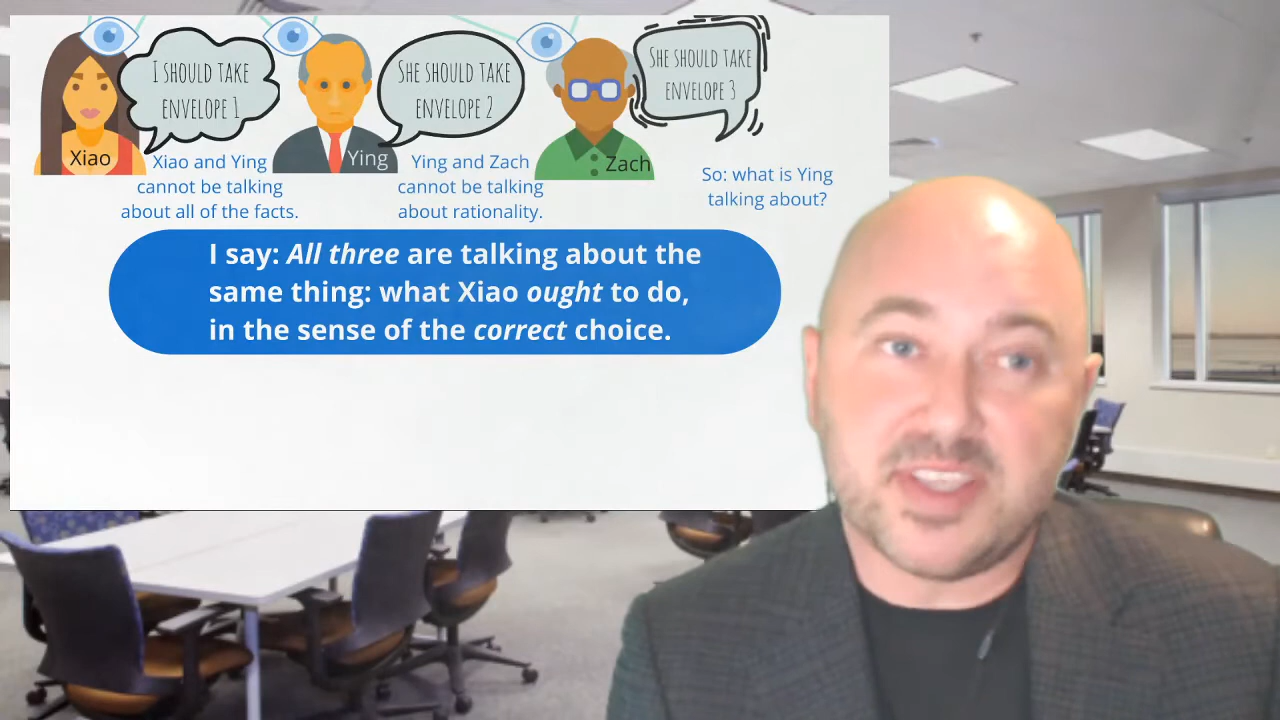 I SHOULD TAKE
ENVELOPE 1
SHE SHOULD TAKE
ENVELOPE 2
SHE SHOULD TAKE
ENVELOPE 3
Xiao
Ying
Zach
Xiao and Ying
cannot be talking
about all of the facts.
Ying and Zach
cannot be talking
about rationality.
So: what is Ying
talking about?
I say: All three are talking about the
same thing: what Xiao ought to do,
in the sense of the correct choice.